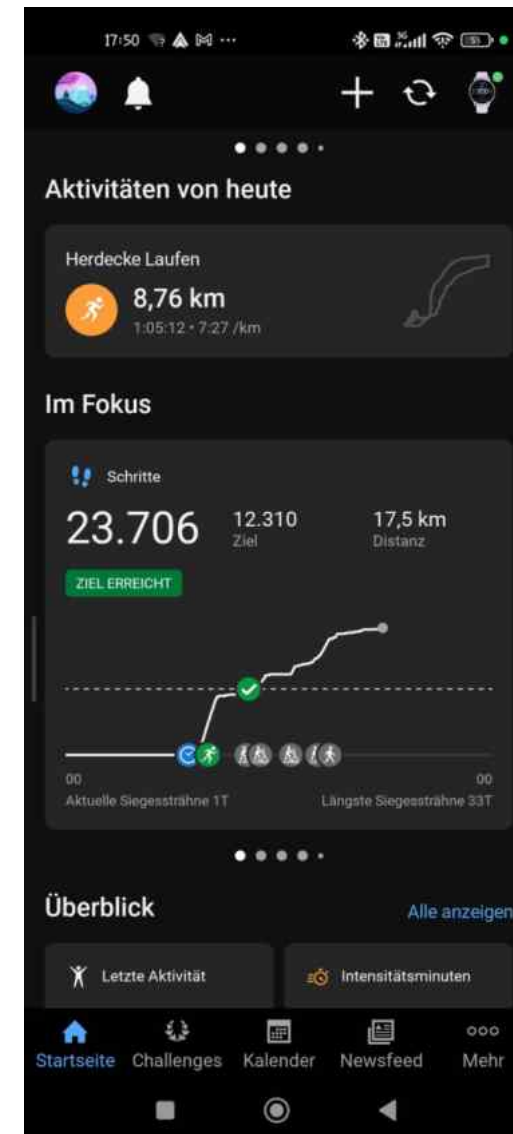 17:50
Aktivitäten von heute
Herdecke Laufen
8,76 km
1:05:12 • 7:27 /km
Im Fokus
Schritte
23.706
12.310
Ziel
17,5 km
Distanz
ZIEL ERREICHT
00
00
Aktuelle Siegessträhne 1T
Längste Siegessträhne 33T
Überblick
Alle anzeigen
Letzte Aktivität
Intensitätsminuten
Startseite
Challenges
Kalender
Newsfeed
Mehr